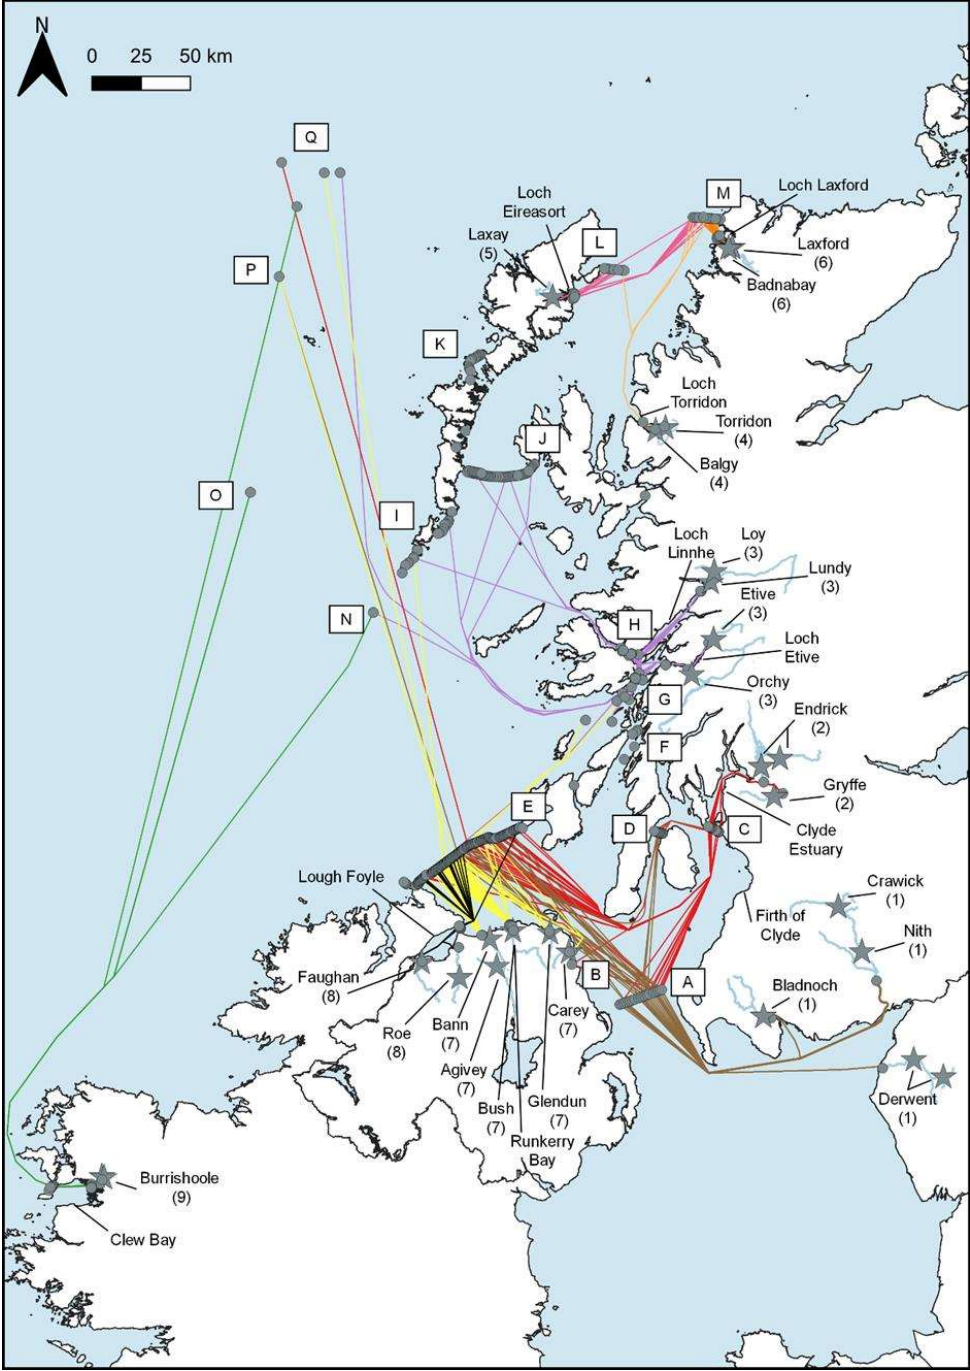 N
0 25 50 km
Q
P
O
N
Loch
Eireasort
Laxay
(5)
L
M
Loch Laxford
Laxford
(6)
Badnabay
(6)
K
Loch
Torridon
Torridon
(4)
Balgy
(4)
J
I
Loch
Linnhe
Loy
(3)
Lundy
(3)
Etive
(3)
H
Loch
Etive
Orchy
(3)
G
F
Endrick
(2)
Gryffe
(2)
E
D
C
Clyde
Estuary
Lough Foyle
Firth of
Clyde
Crawick
(1)
Nith
(1)
Bladnoch
(1)
B
A
Faughan
(8)
Roe
(8)
Bann
(7)
Agivey
(7)
Bush
(7)
Runkerry
Bay
Glendun
(7)
Carey
(7)
Derwent
(1)
Burrishoole
(9)
Clew Bay